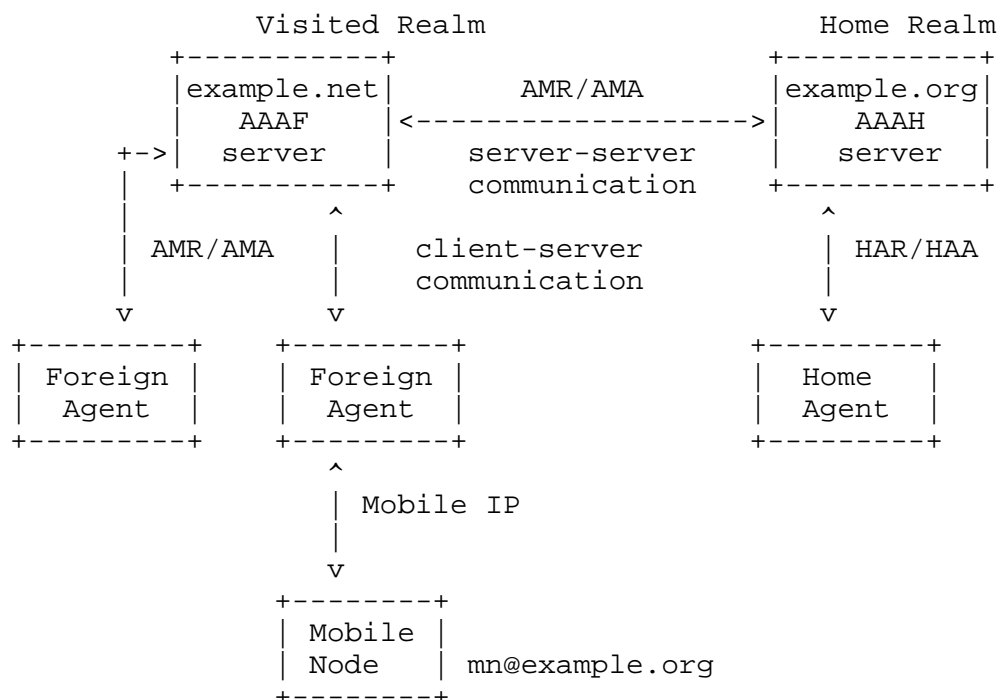 Visited Realm Home Realm
+-----------+ +-----------+
|example.net| AMR/AMA |example.org|
| AAAF |<------------------->| AAAH |
+->| server | server-server | server |
| +-----------+ communication +-----------+
| ^ ^
| AMR/AMA | client-server | HAR/HAA
| | communication |
v v v
+---------+ +---------+ +---------+
| Foreign | | Foreign | | Home |
| Agent | | Agent | | Agent |
+---------+ +---------+ +---------+
^
| Mobile IP
|
v
+--------+
| Mobile |
| Node | mn@example.org
+--------+